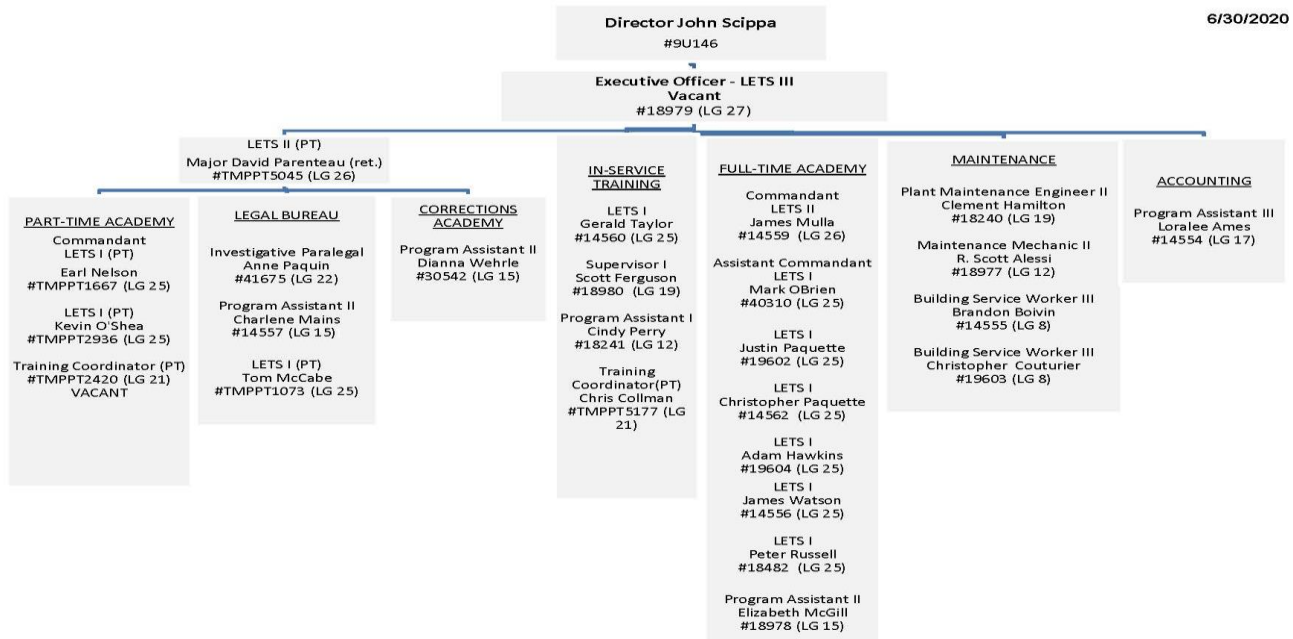 6/30/2020
Director John Scippa
#9U146
Executive Officer - LETS III
Vacant
#18979 (LG 27)
LETS II (PT)
Major David Parenteau (ret.)
#TMPPT5045 (LG 26)
PART-TIME ACADEMY
Commandant
LETS I (PT)
Earl Nelson
#TMPPT1667 (LG 25)
LETS I (PT)
Kevin O'Shea
#TMPPT2936 (LG 25)
Training Coordinator (PT)
#TMPPT2420 (LG 21)
VACANT
LEGAL BUREAU
Investigative Paralegal
Anne Paquin
#41675 (LG 22)
Program Assistant II
Charlene Mains
#14557 (LG 15)
LETS I (PT)
Tom McCabe
#TMPPT1073 (LG 25)
CORRECTIONS
ACADEMY
Program Assistant II
Dianna Wehrle
#30542 (LG 15)
IN-SERVICE
TRAINING
LETS I
Gerald Taylor
#14560 (LG 25)
Supervisor I
Scott Ferguson
#18980 (LG 19)
Program Assistant I
Cindy Perry
#18241 (LG 12)
Training
Coordinator(PT)
Chris Collman
#TMPPT5177 (LG
21)
FULL-TIME ACADEMY
Commandant
LETS II
James Mulla
#14559 (LG 26)
Assistant Commandant
LETS I
Mark OBrien
#40310 (LG 25)
LETS I
Justin Paquette
#19602 (LG 25)
LETS I
Christopher Paquette
#14562 (LG 25)
LETS I
Adam Hawkins
#19604 (LG 25)
LETS I
James Watson
#14556 (LG 25)
LETS I
Peter Russell
#18482 (LG 25)
Program Assistant II
Elizabeth McGill
#18978 (LG 15)
MAINTENANCE
Plant Maintenance Engineer II
Clement Hamilton
#18240 (LG 19)
Maintenance Mechanic II
R. Scott Alessi
#18977 (LG 12)
Building Service Worker III
Brandon Boivin
#14555 (LG 8)
Building Service Worker III
Christopher Couturier
#19603 (LG 8)
ACCOUNTING
Program Assistant III
Loralee Ames
#14554 (LG 17)